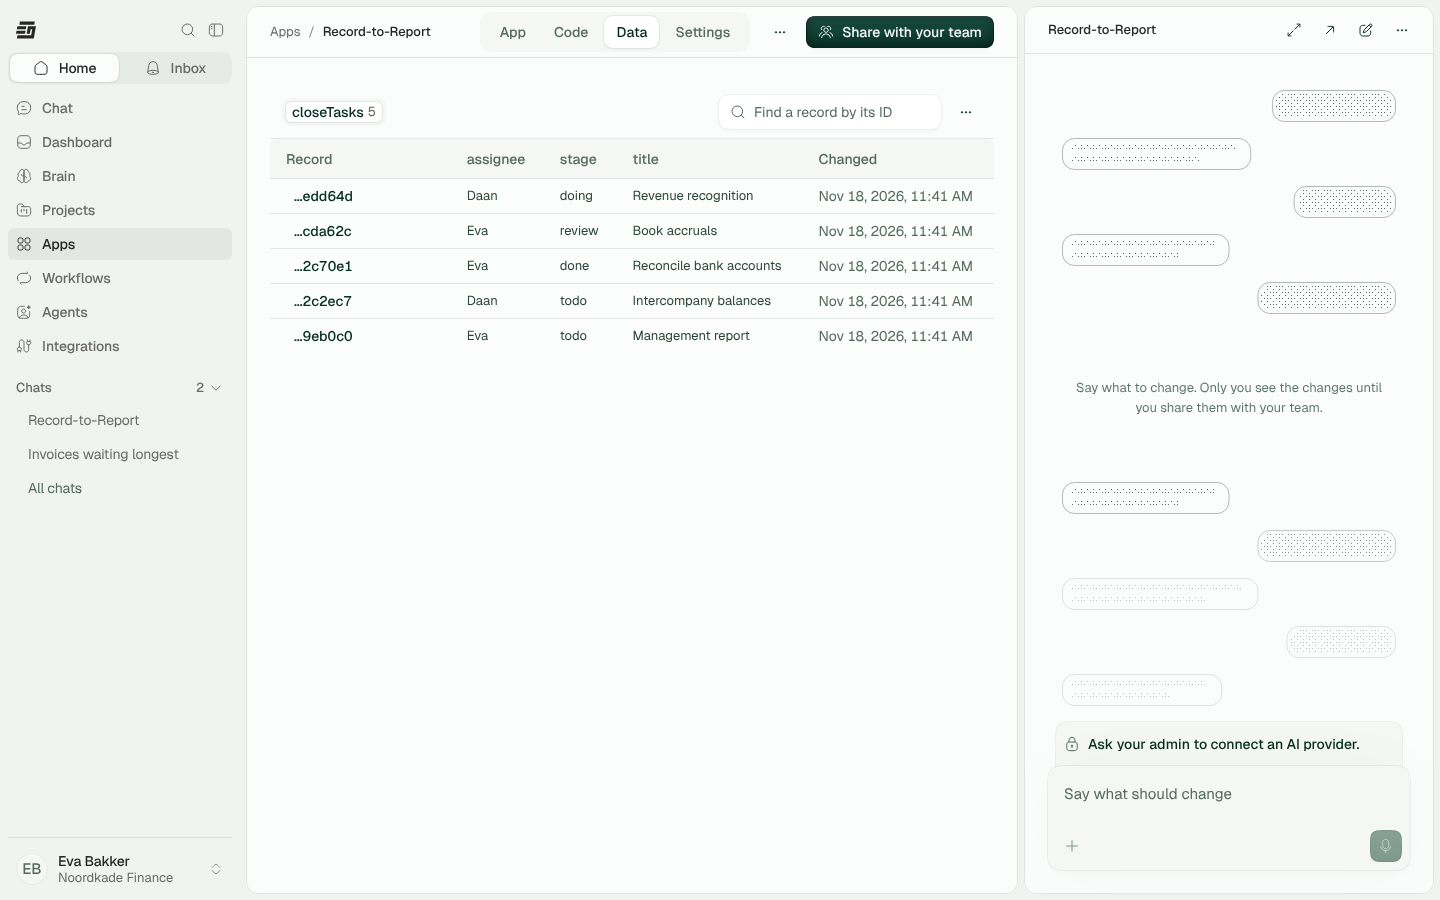 Home
Inbox
Chat
Dashboard
Brain
Projects
Apps
Workflows
Agents
Integrations
Chats 2
Record-to-Report
Invoices waiting longest
All chats
EB
Eva Bakker
Noordkade Finance
Apps / Record-to-Report
App
Code
Data
Settings
Share with your team
closeTasks 5
Find a record by its ID
Record assignee stage title Changed
…edd64d Daan doing Revenue recognition Nov 18, 2026, 11:41 AM
…cda62c Eva review Book accruals Nov 18, 2026, 11:41 AM
…2c70e1 Eva done Reconcile bank accounts Nov 18, 2026, 11:41 AM
…2c2ec7 Daan todo Intercompany balances Nov 18, 2026, 11:41 AM
…9eb0c0 Eva todo Management report Nov 18, 2026, 11:41 AM
Record-to-Report
Say what to change. Only you see the changes until
you share them with your team.
Ask your admin to connect an AI provider.
Say what should change